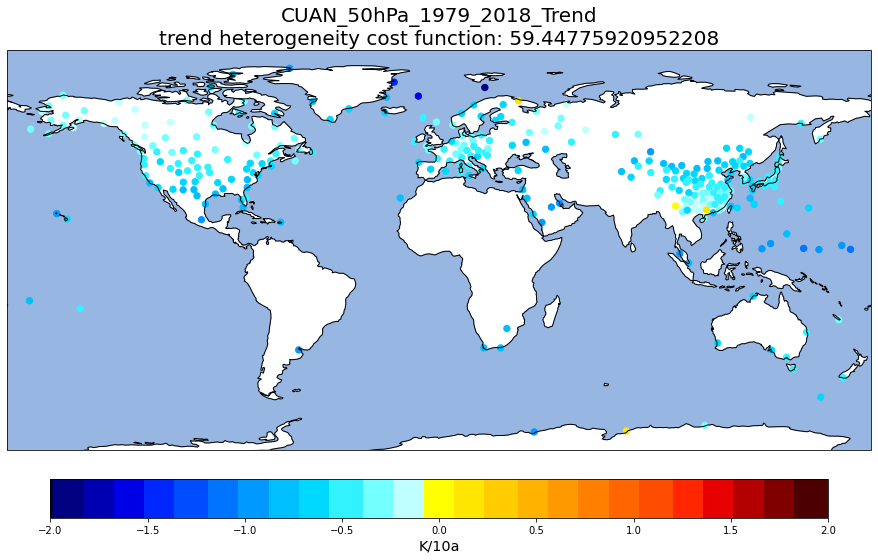 CUAN_50hPa_1979_2018_Trend
trend heterogeneity cost function: 59.44775920952208
−2.0 −1.5 −1.0 −0.5 0.0 0.5 1.0 1.5 2.0
K/10a